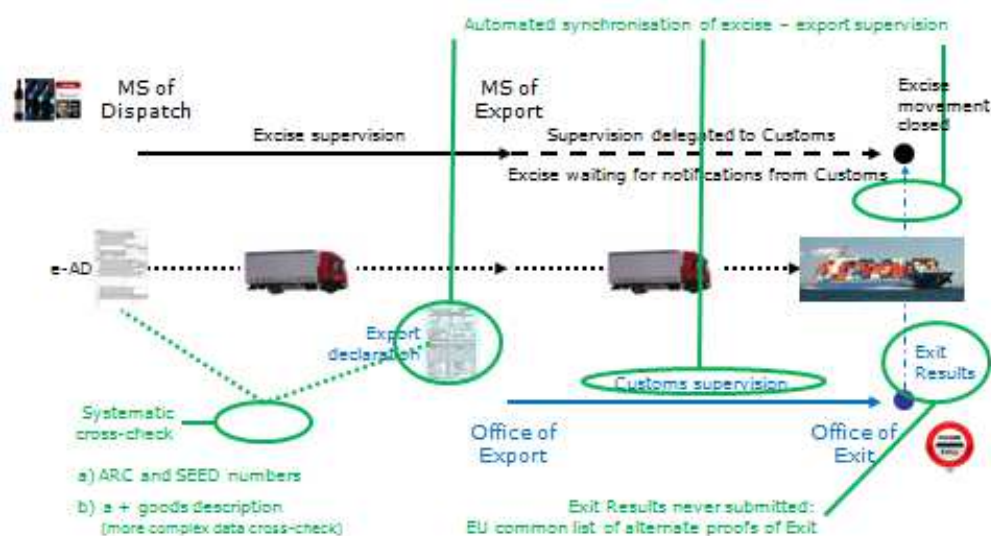 Automated synchronisation of excise – export supervision
MS of
Dispatch
MS of
Export
Excise
movement
closed
Excise supervision
Supervision delegated to Customs
Excise waiting for notifications from Customs
e-AD
Export
declaration
Exit
Results
Customs supervision
Systematic
cross-check
Office of
Export
Office of
Exit
a) ARC and SEED numbers
b) a + goods description
(more complex data cross-check)
Exit Results never submitted:
EU common list of alternate proofs of Exit